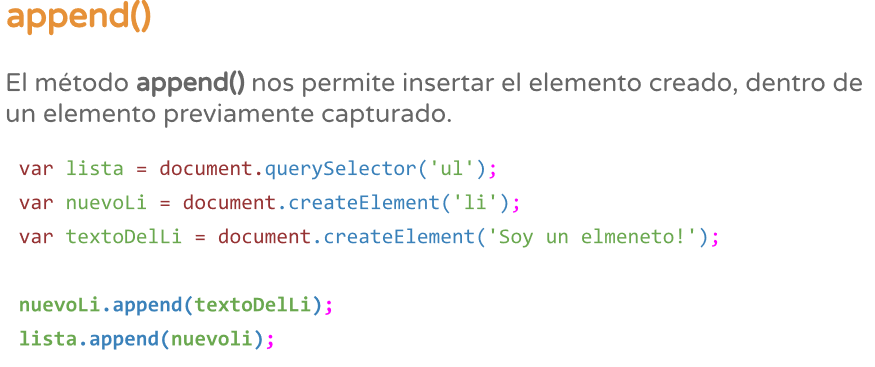 append()
El método append() nos permite insertar el elemento creado, dentro de
un elemento previamente capturado.
var lista = document.querySelector('ul');
var nuevoLi = document.createElement('li');
var textoDelLi = document.createElement('Soy un elmeneto!');
nuevoLi.append(textoDelLi);
lista.append(nuevoli);